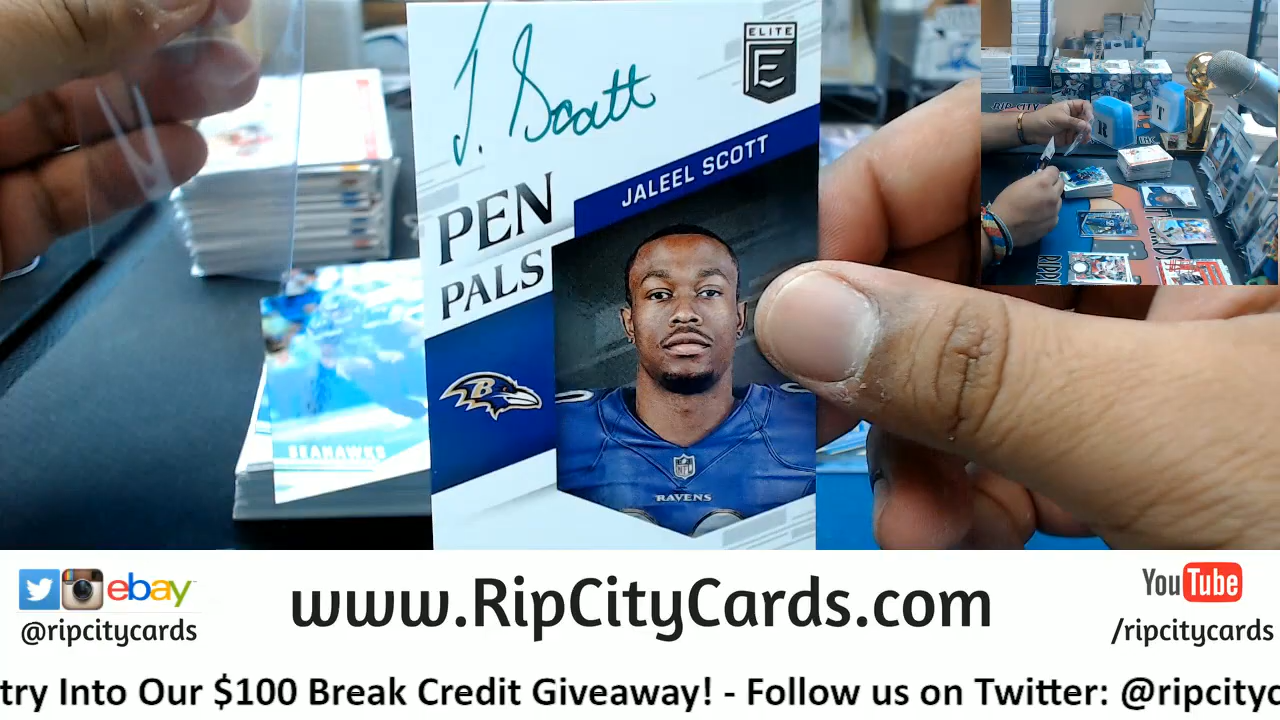 J. Scott
ELITE
E
JALEEL SCOTT
PEN
PALS
B
RAVENS
SEAHAWKS
RIP CITY
R
T
ebay
@ripcitycards
www.RipCityCards.com
YouTube
/ripcitycards
try Into Our $100 Break Credit Giveaway! - Follow us on Twitter: @ripcityc